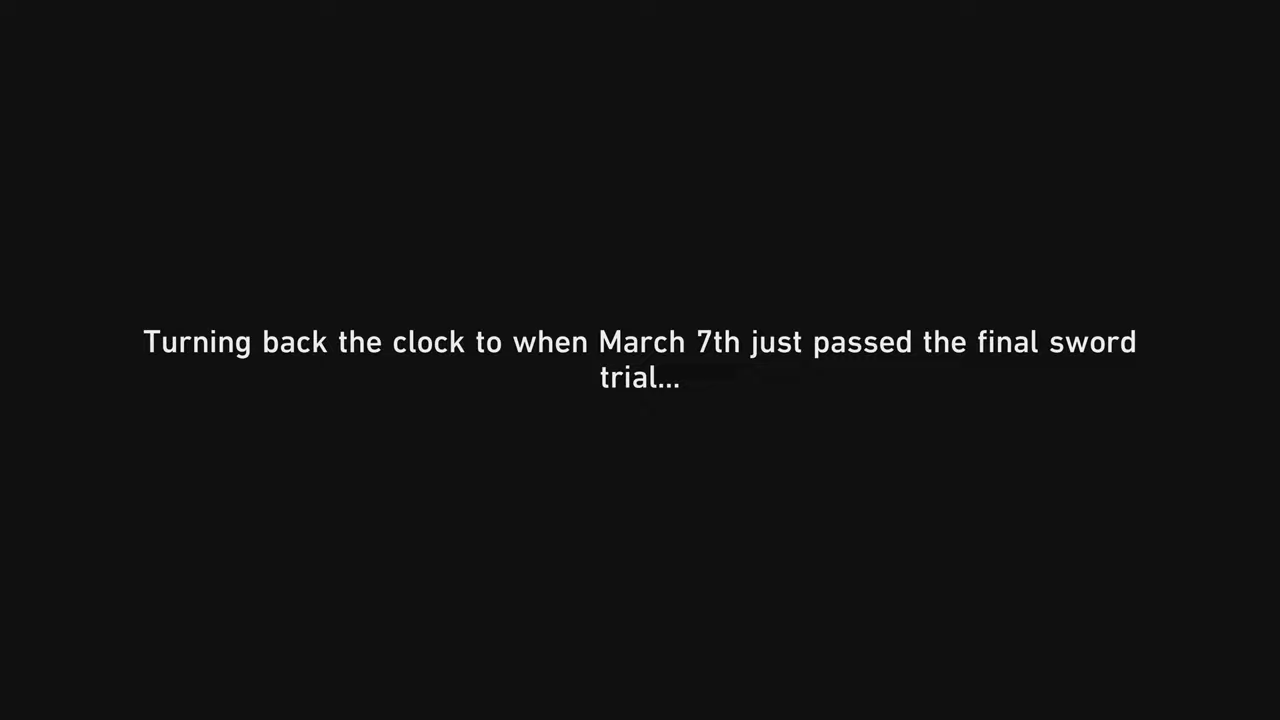 Turning back the clock to when March 7th just passed the final sword
trial...